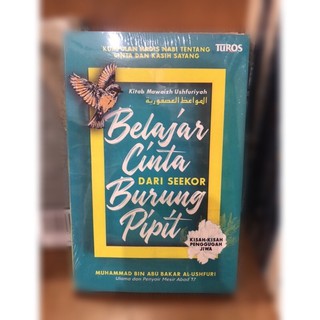 KUMPULAN HADIS NABI TENTANG
CINTA DAN KASIH SAYANG
TUROS
Kitab Mawaizh Ushfuriyah
المواعظ العصفورية
Belajar
Cinta
DARI SEEKOR
Burung
Pipit
KISAH-KISAH
PENGGUGAH
JIWA
MUHAMMAD BIN ABU BAKAR AL-USHFURI
Ulama dan Penyair Mesir Abad 17